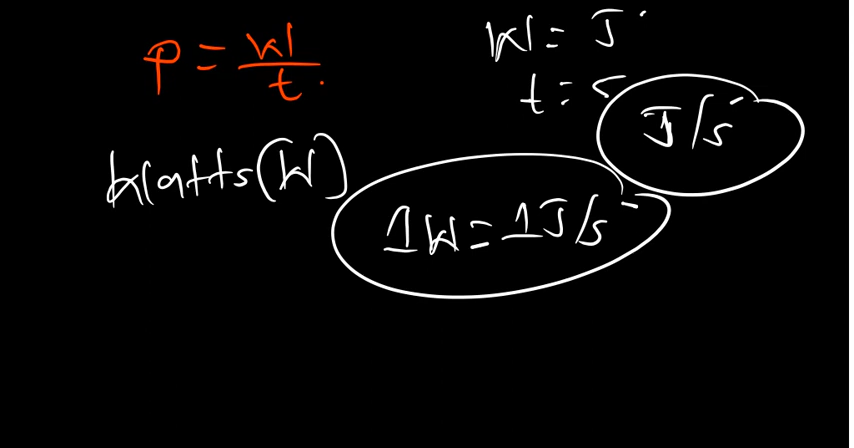 P = W/t
W = J
t = s
J/s
Watts(W)
1W = 1J/s